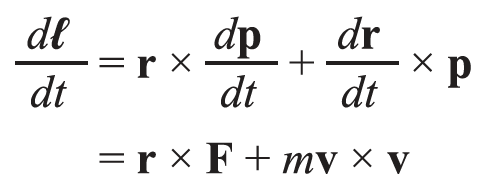 dℓ/dt = r × dp/dt + dr/dt × p
= r × F + mv × v